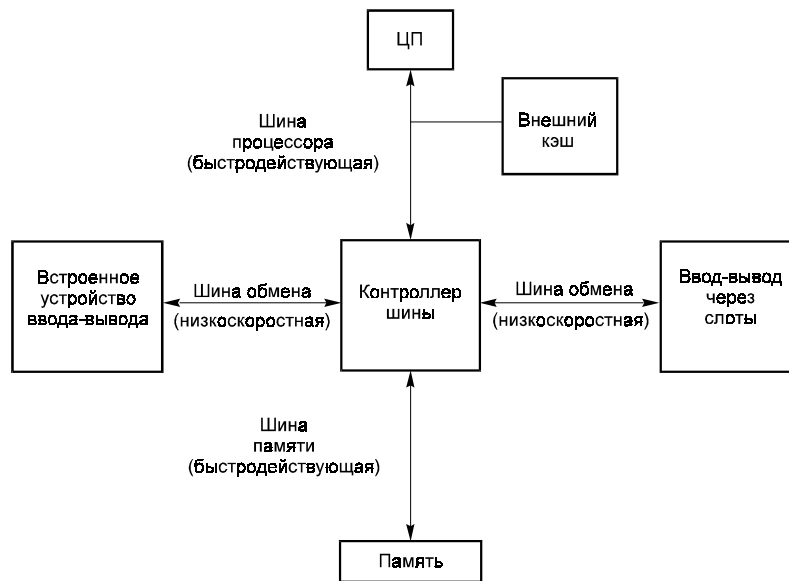 ЦП
Шина
процессора
(быстродействующая)
Внешний
кэш
Встроенное
устройство
ввода-вывода
Шина обмена
(низкоскоростная)
Контроллер
шины
Шина обмена
(низкоскоростная)
Ввод-вывод
через
слоты
Шина
памяти
(быстродействующая)
Память